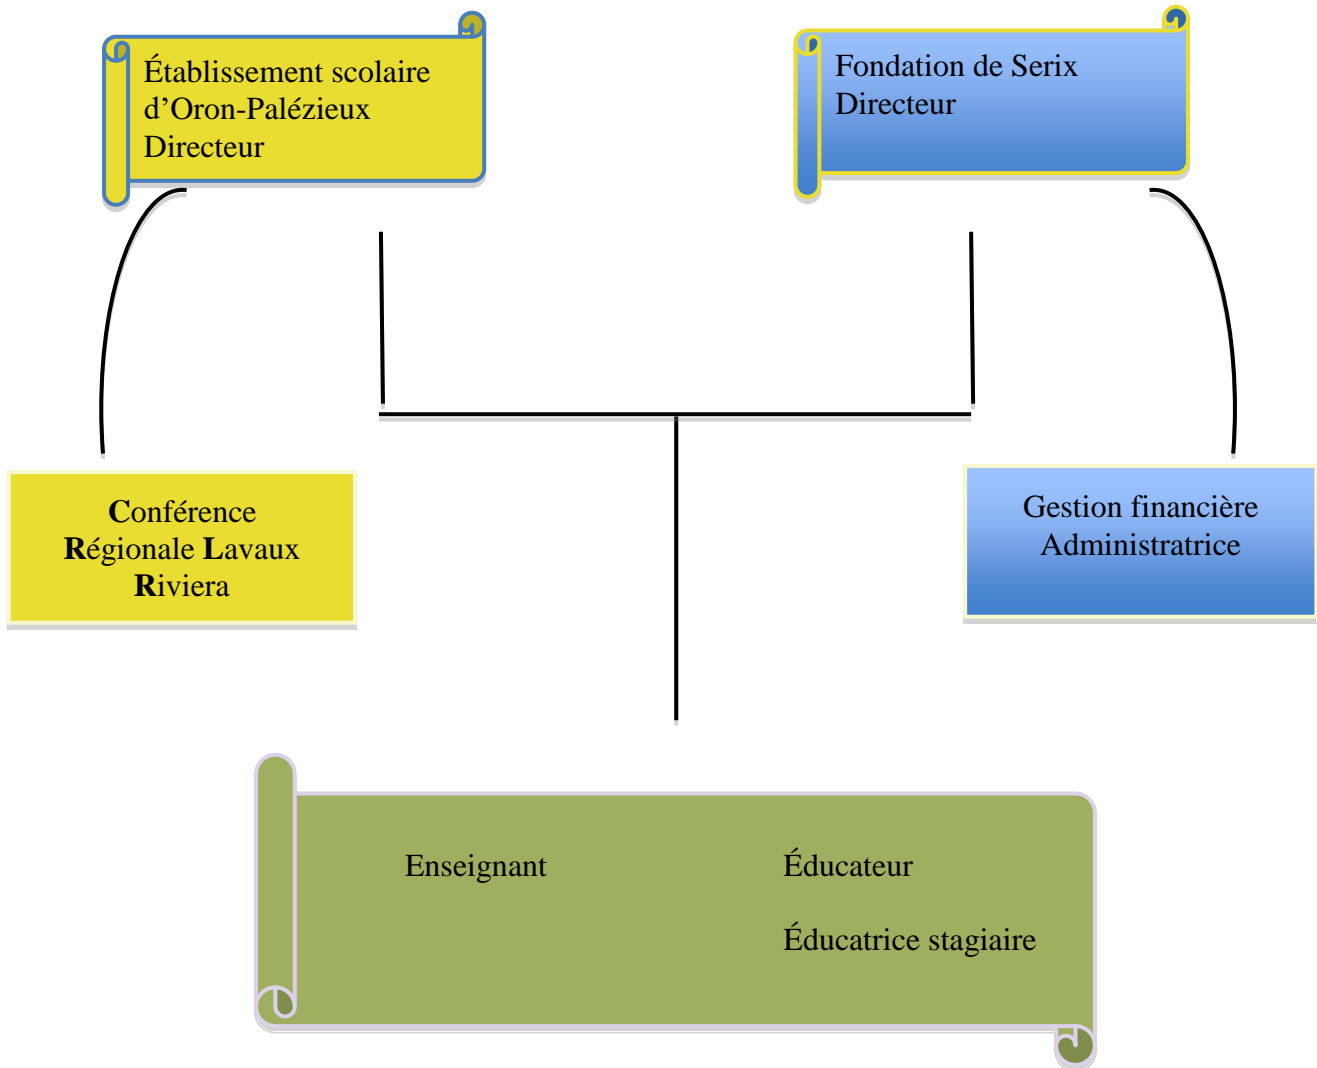 Établissement scolaire
d’Oron-Palézieux
Directeur
Fondation de Serix
Directeur
Conférence
Régionale Lavaux
Riviera
Gestion financière
Administratrice
Enseignant
Éducateur
Éducatrice stagiaire